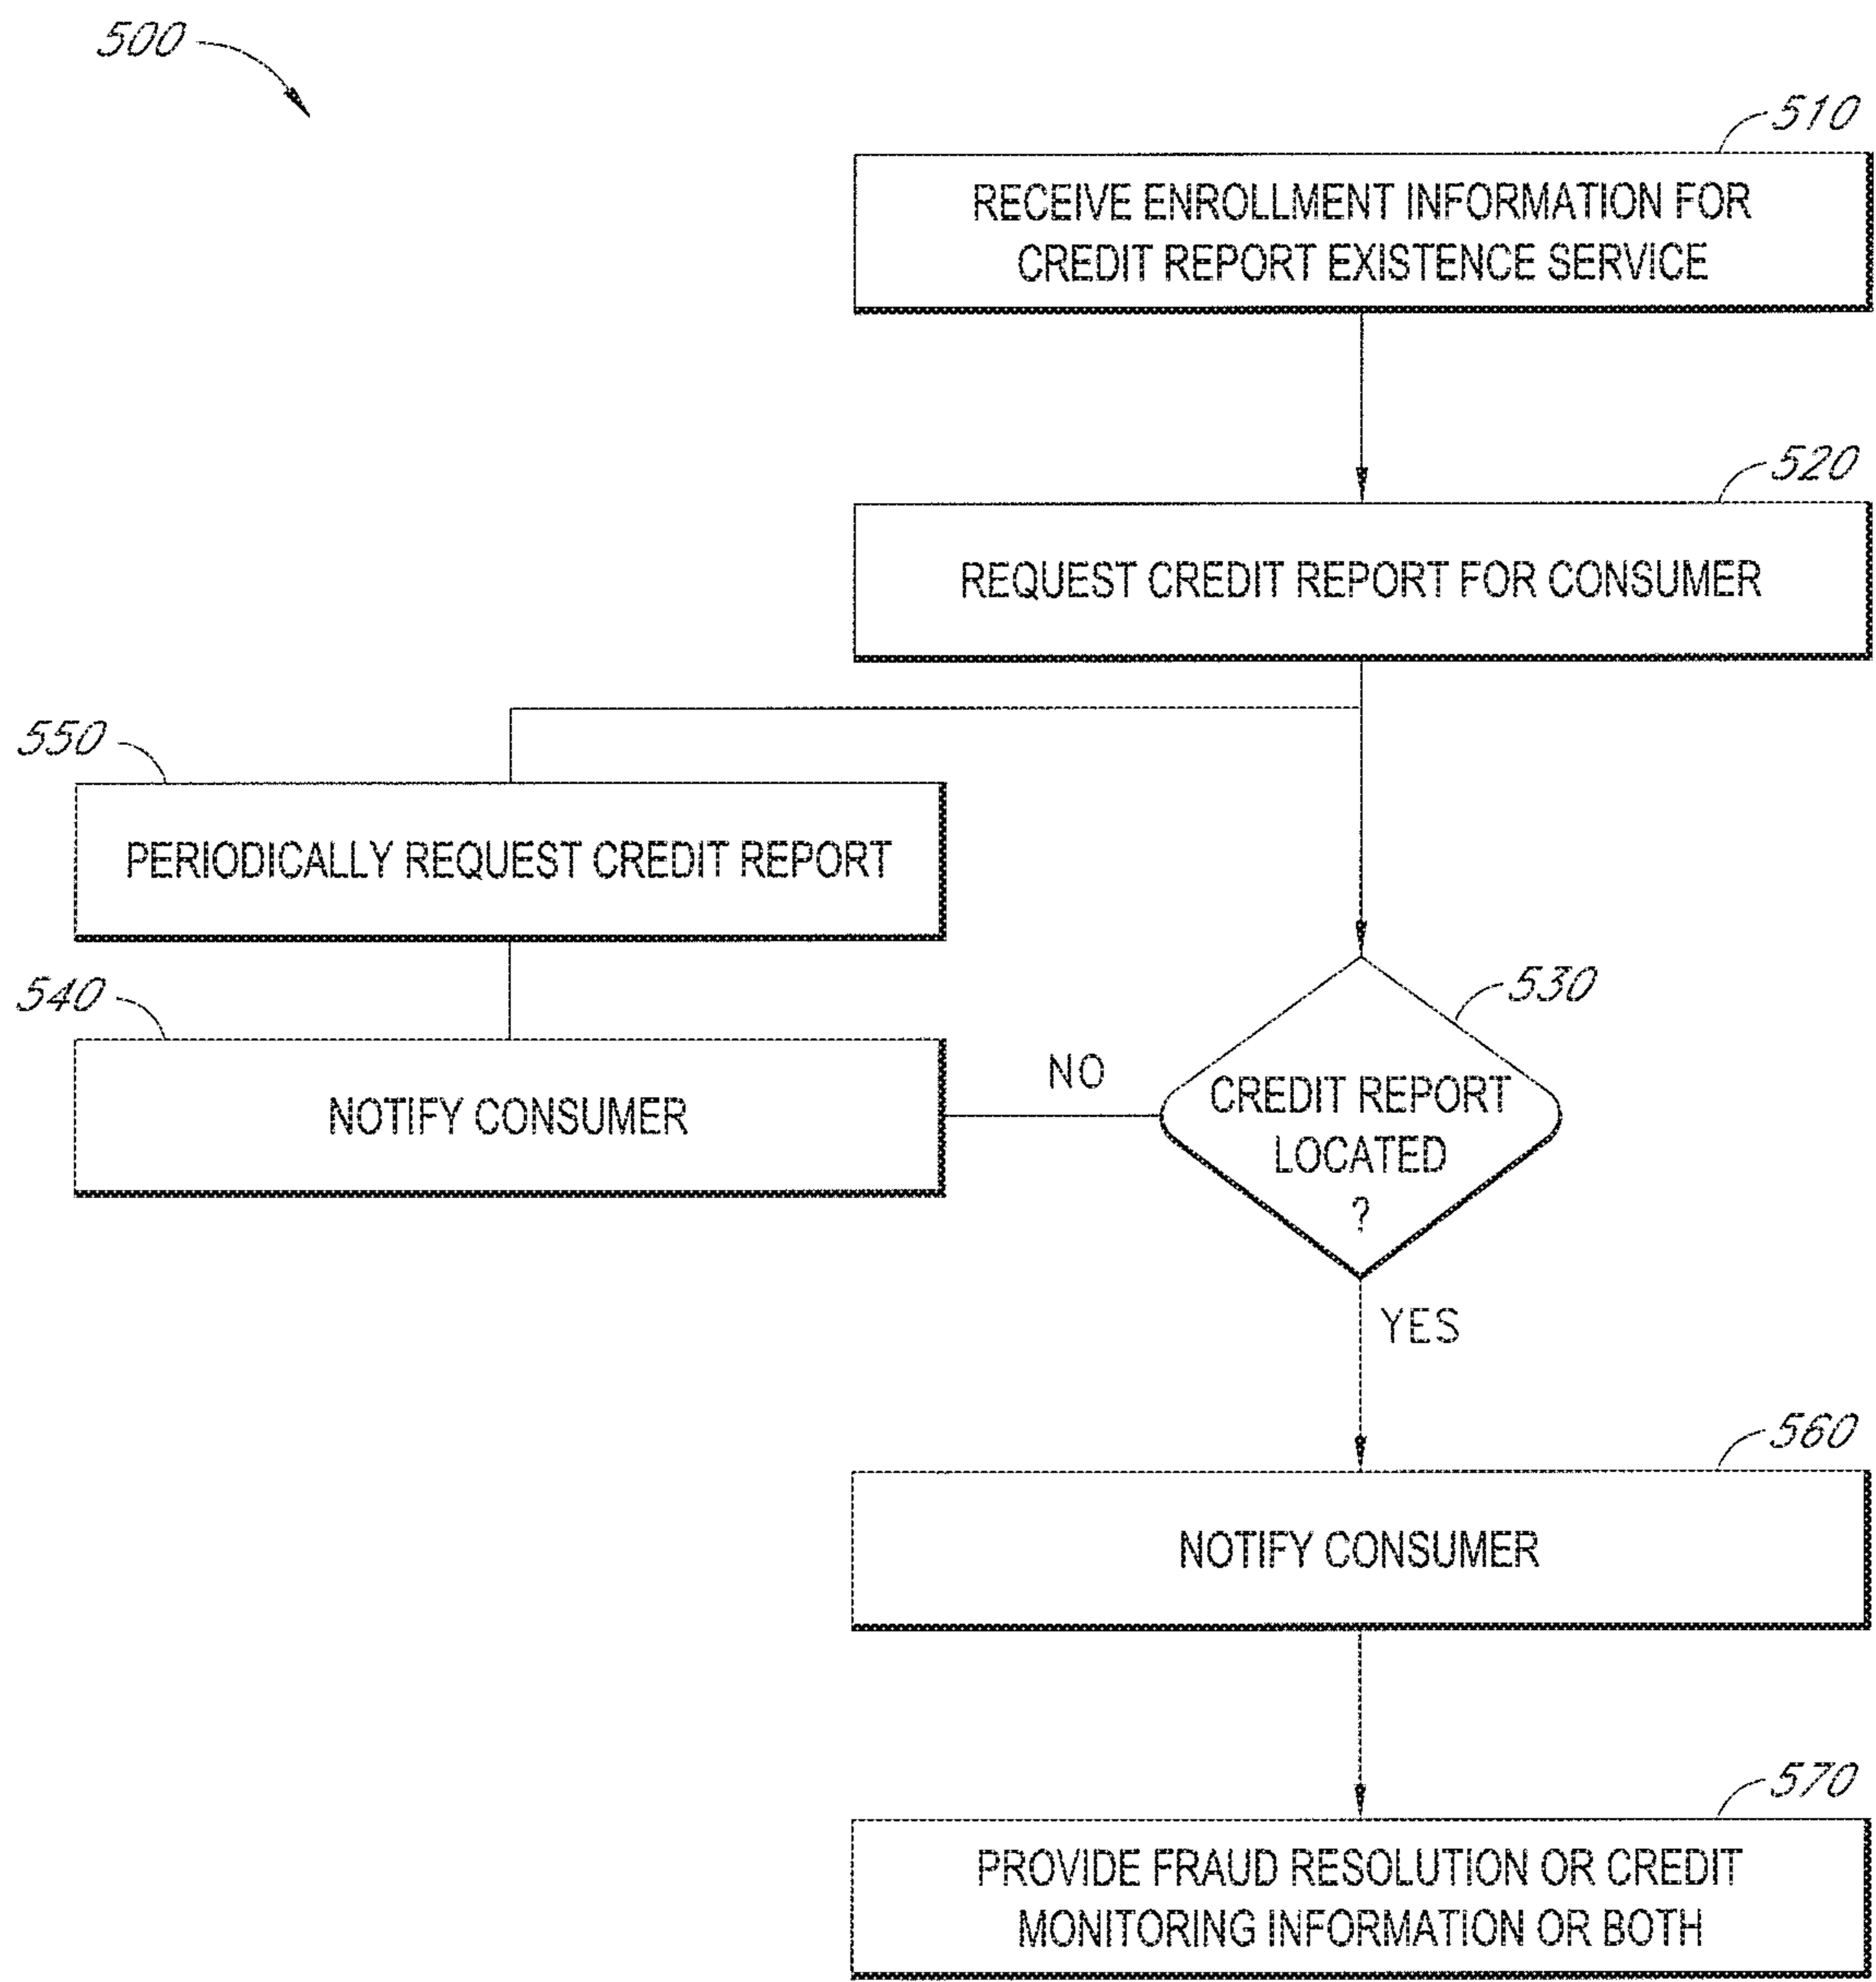 500
510
RECEIVE ENROLLMENT INFORMATION FOR
CREDIT REPORT EXISTENCE SERVICE
520
REQUEST CREDIT REPORT FOR CONSUMER
550
PERIODICALLY REQUEST CREDIT REPORT
540
NOTIFY CONSUMER
NO
530
CREDIT REPORT
LOCATED
?
YES
560
NOTIFY CONSUMER
570
PROVIDE FRAUD RESOLUTION OR CREDIT
MONITORING INFORMATION OR BOTH